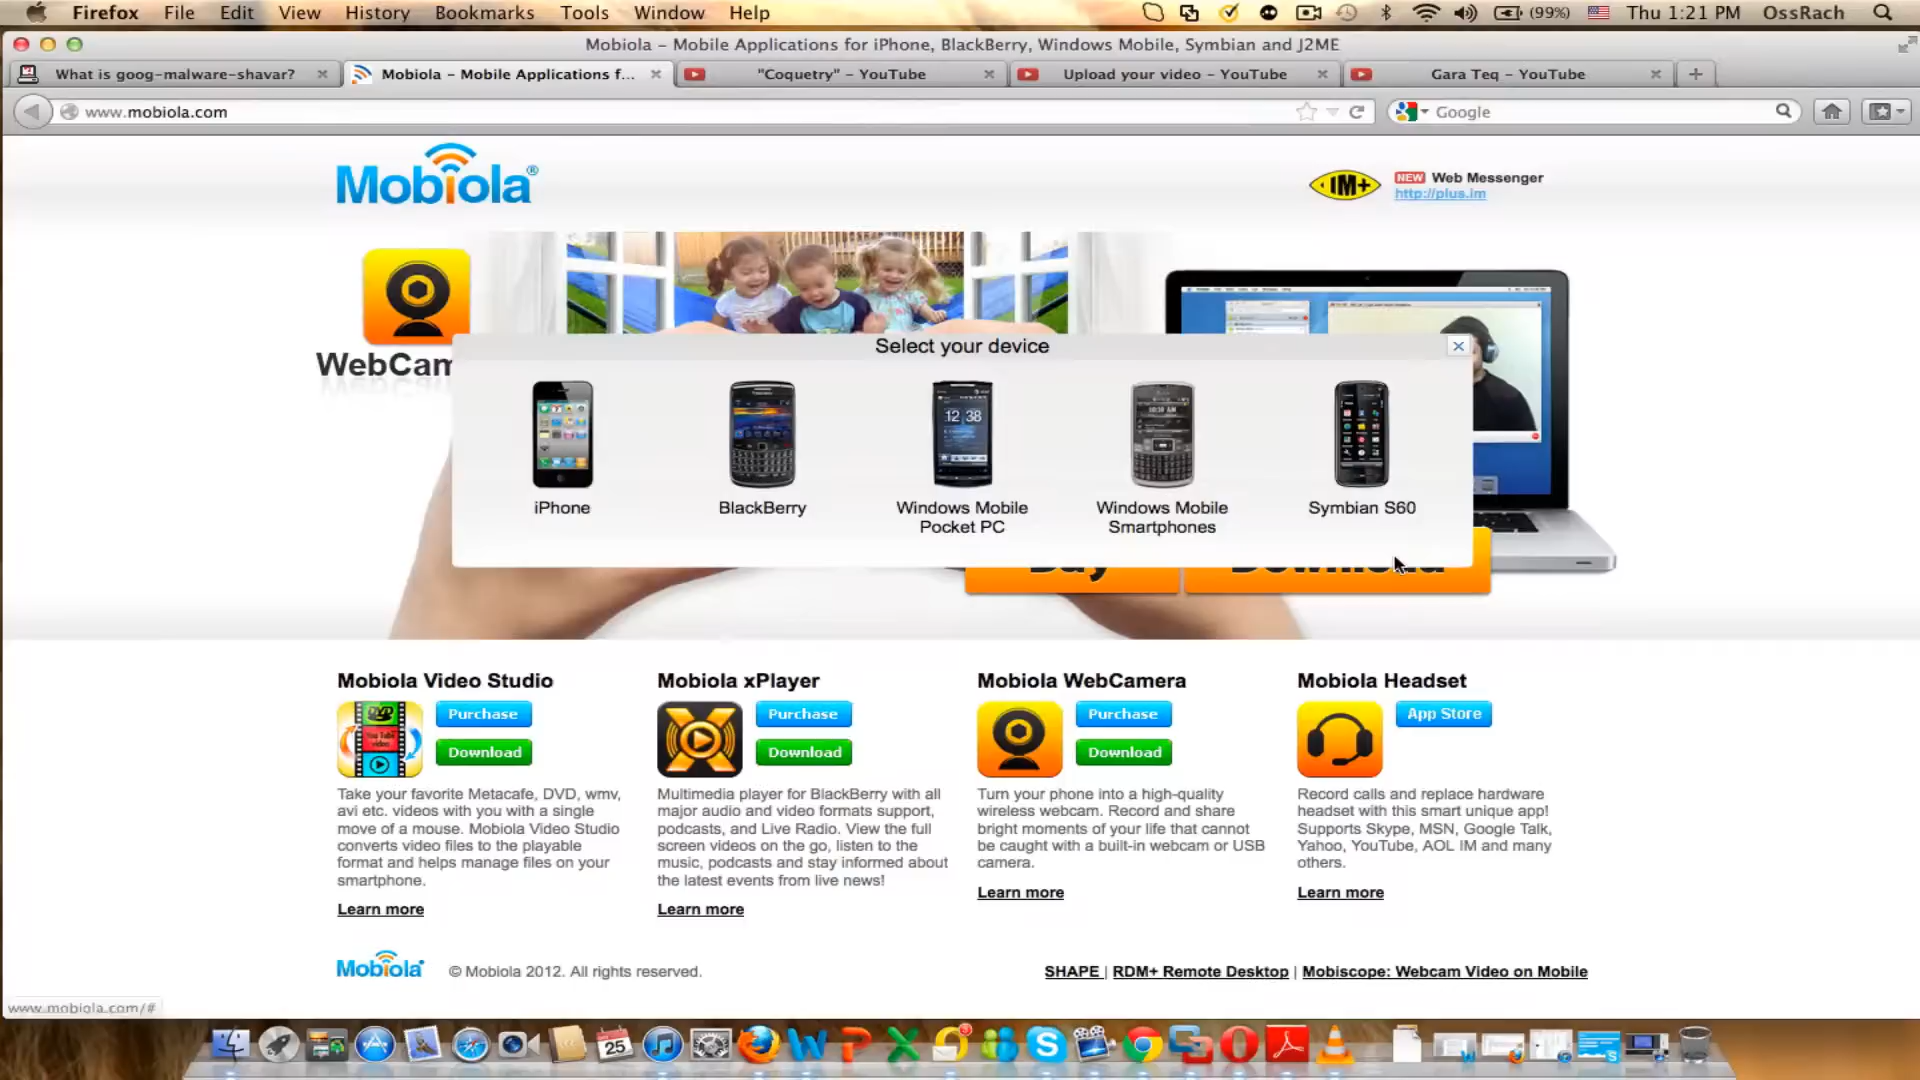 Firefox File Edit View History Bookmarks Tools Window Help (99%) Thu 1:21 PM OssRach
Mobiola – Mobile Applications for iPhone, BlackBerry, Windows Mobile, Symbian and J2ME
What is goog-malware-shavar? Mobiola – Mobile Applications f... "Coquetry" – YouTube Upload your video – YouTube Gara Teq – YouTube
www.mobiola.com Google
Mobiola®
IM+
NEW Web Messenger
http://plus.im
WebCam
Select your device
12 38
iPhone
BlackBerry
Windows Mobile
Pocket PC
Windows Mobile
Smartphones
Symbian S60
Mobiola Video Studio
Purchase
Download
Take your favorite Metacafe, DVD, wmv,
avi etc. videos with you with a single
move of a mouse. Mobiola Video Studio
converts video files to the playable
format and helps manage files on your
smartphone.
Learn more
Mobiola xPlayer
Purchase
Download
Multimedia player for BlackBerry with all
major audio and video formats support,
podcasts, and Live Radio. View the full
screen videos on the go, listen to the
music, podcasts and stay informed about
the latest events from live news!
Learn more
Mobiola WebCamera
Purchase
Download
Turn your phone into a high-quality
wireless webcam. Record and share
bright moments of your life that cannot
be caught with a built-in webcam or USB
camera.
Learn more
Mobiola Headset
App Store
Record calls and replace hardware
headset with this smart unique app!
Supports Skype, MSN, Google Talk,
Yahoo, YouTube, AOL IM and many
others.
Learn more
Mobiola © Mobiola 2012. All rights reserved.
SHAPE | RDM+ Remote Desktop | Mobiscope: Webcam Video on Mobile
www.mobiola.com/#
25